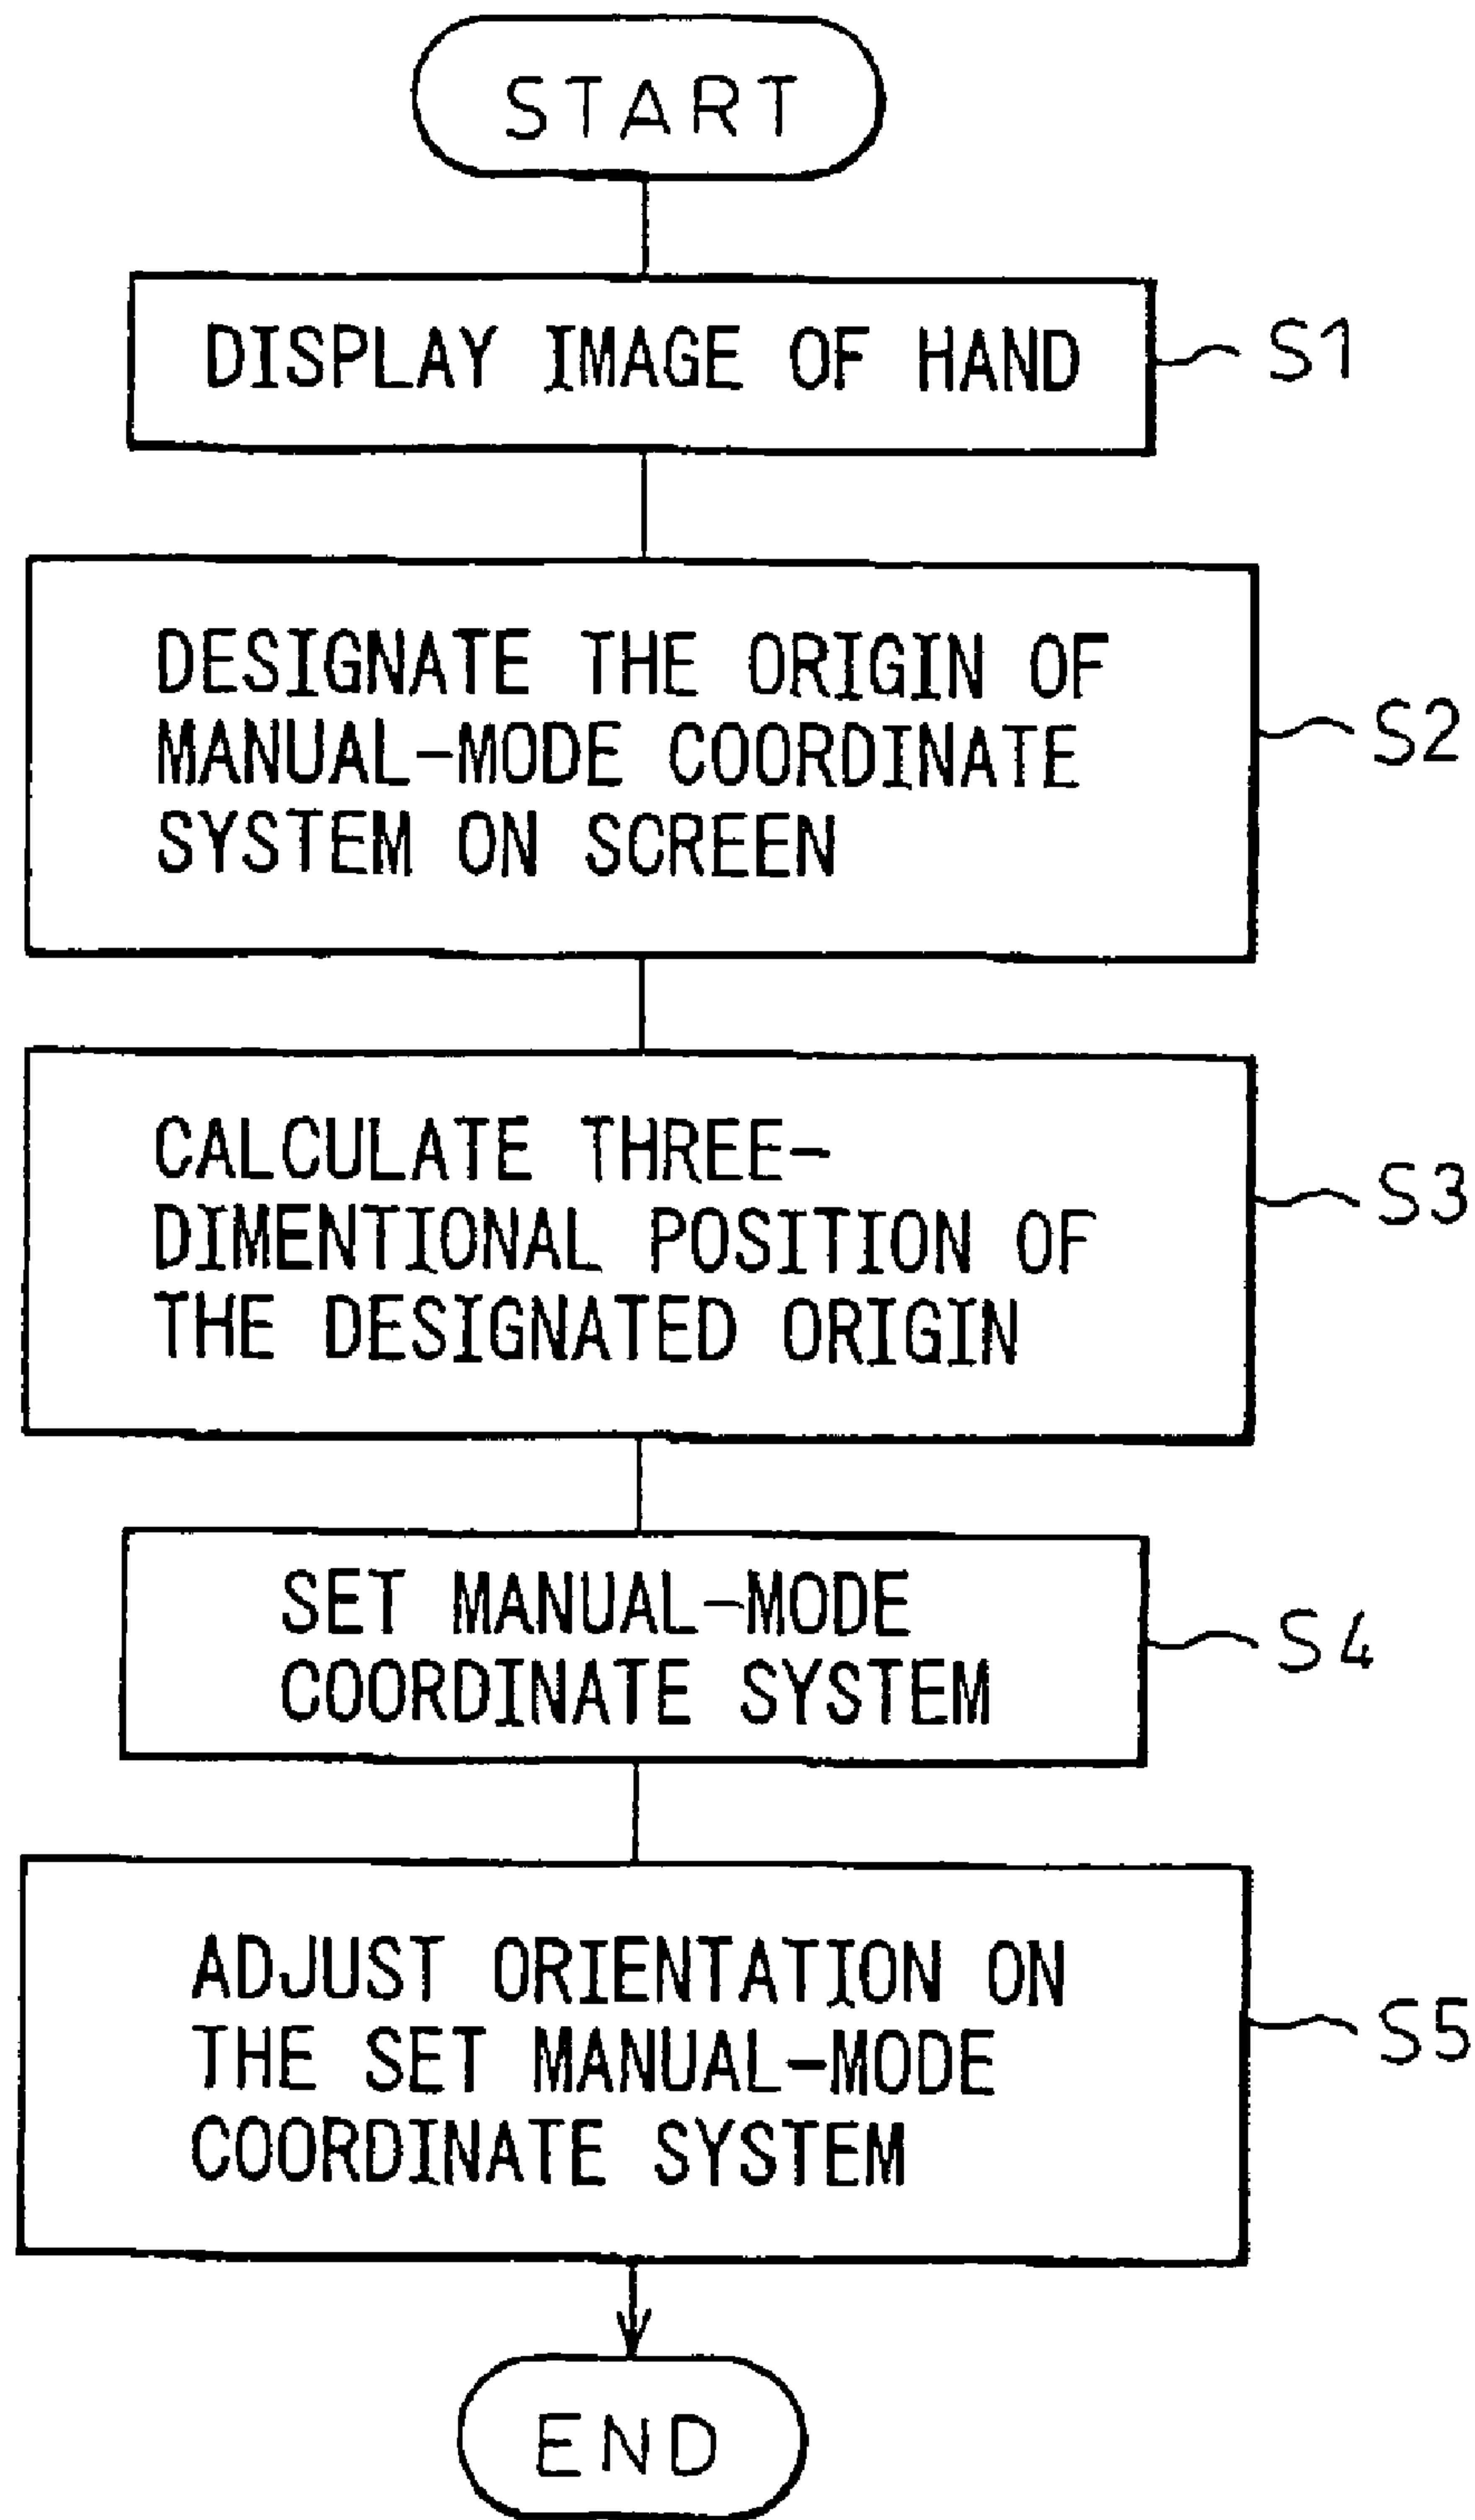 START
DISPLAY IMAGE OF HAND
S1
DESIGNATE THE ORIGIN OF
MANUAL-MODE COORDINATE
SYSTEM ON SCREEN
S2
CALCULATE THREE-
DIMENTIONAL POSITION OF
THE DESIGNATED ORIGIN
S3
SET MANUAL-MODE
COORDINATE SYSTEM
S4
ADJUST ORIENTATION ON
THE SET MANUAL-MODE
COORDINATE SYSTEM
S5
END